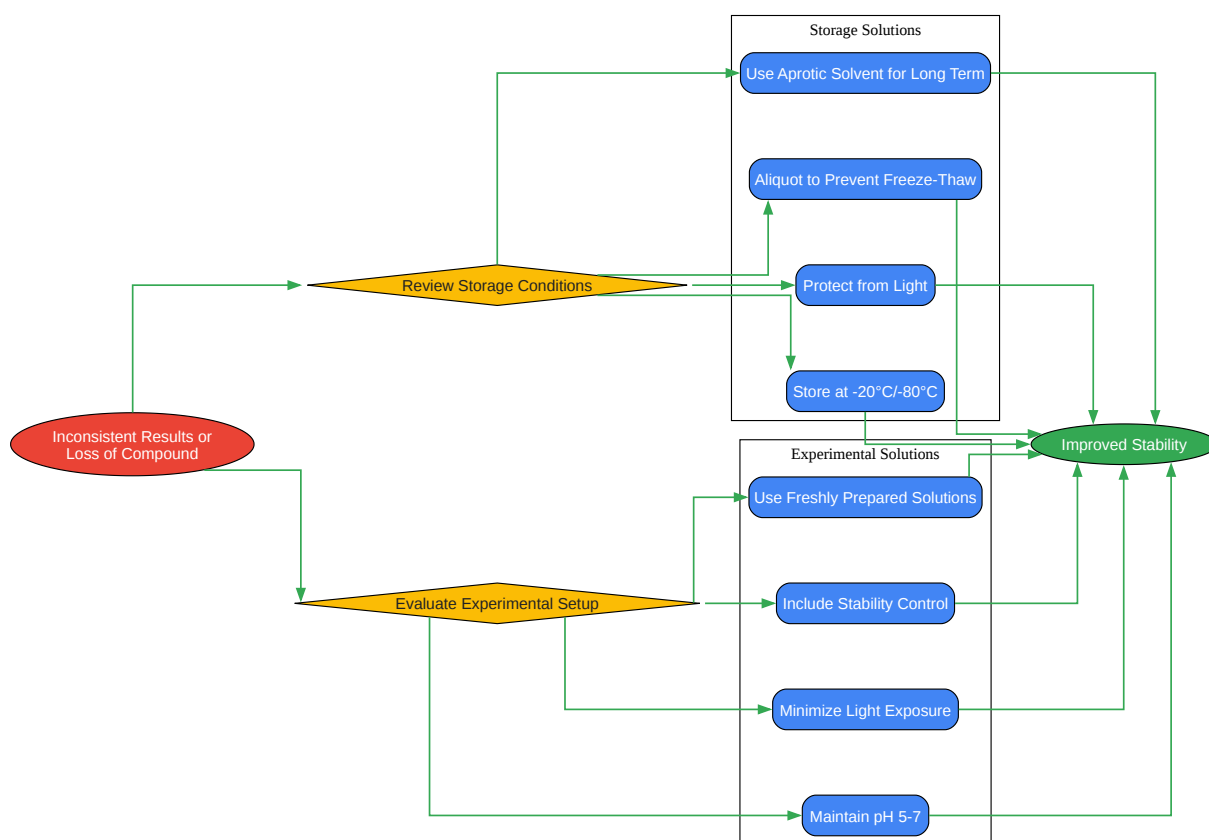 Storage Solutions
Use Aprotic Solvent for Long Term
Aliquot to Prevent Freeze-Thaw
Review Storage Conditions
Protect from Light
Store at -20°C/-80°C
Inconsistent Results or
Loss of Compound
Improved Stability
Experimental Solutions
Use Freshly Prepared Solutions
Evaluate Experimental Setup
Include Stability Control
Minimize Light Exposure
Maintain pH 5-7